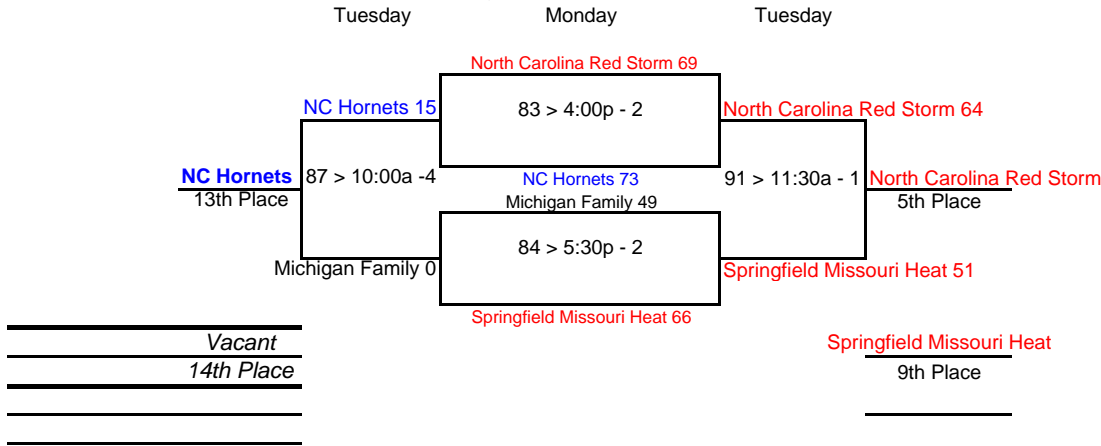 Tuesday Monday Tuesday
North Carolina Red Storm 69
NC Hornets 15 83 > 4:00p - 2 North Carolina Red Storm 64
NC Hornets 87 > 10:00a -4 NC Hornets 73 91 > 11:30a - 1 North Carolina Red Storm
13th Place Michigan Family 49 5th Place
84 > 5:30p - 2
Michigan Family 0 Springfield Missouri Heat 51
Springfield Missouri Heat 66
Vacant Springfield Missouri Heat
14th Place 9th Place